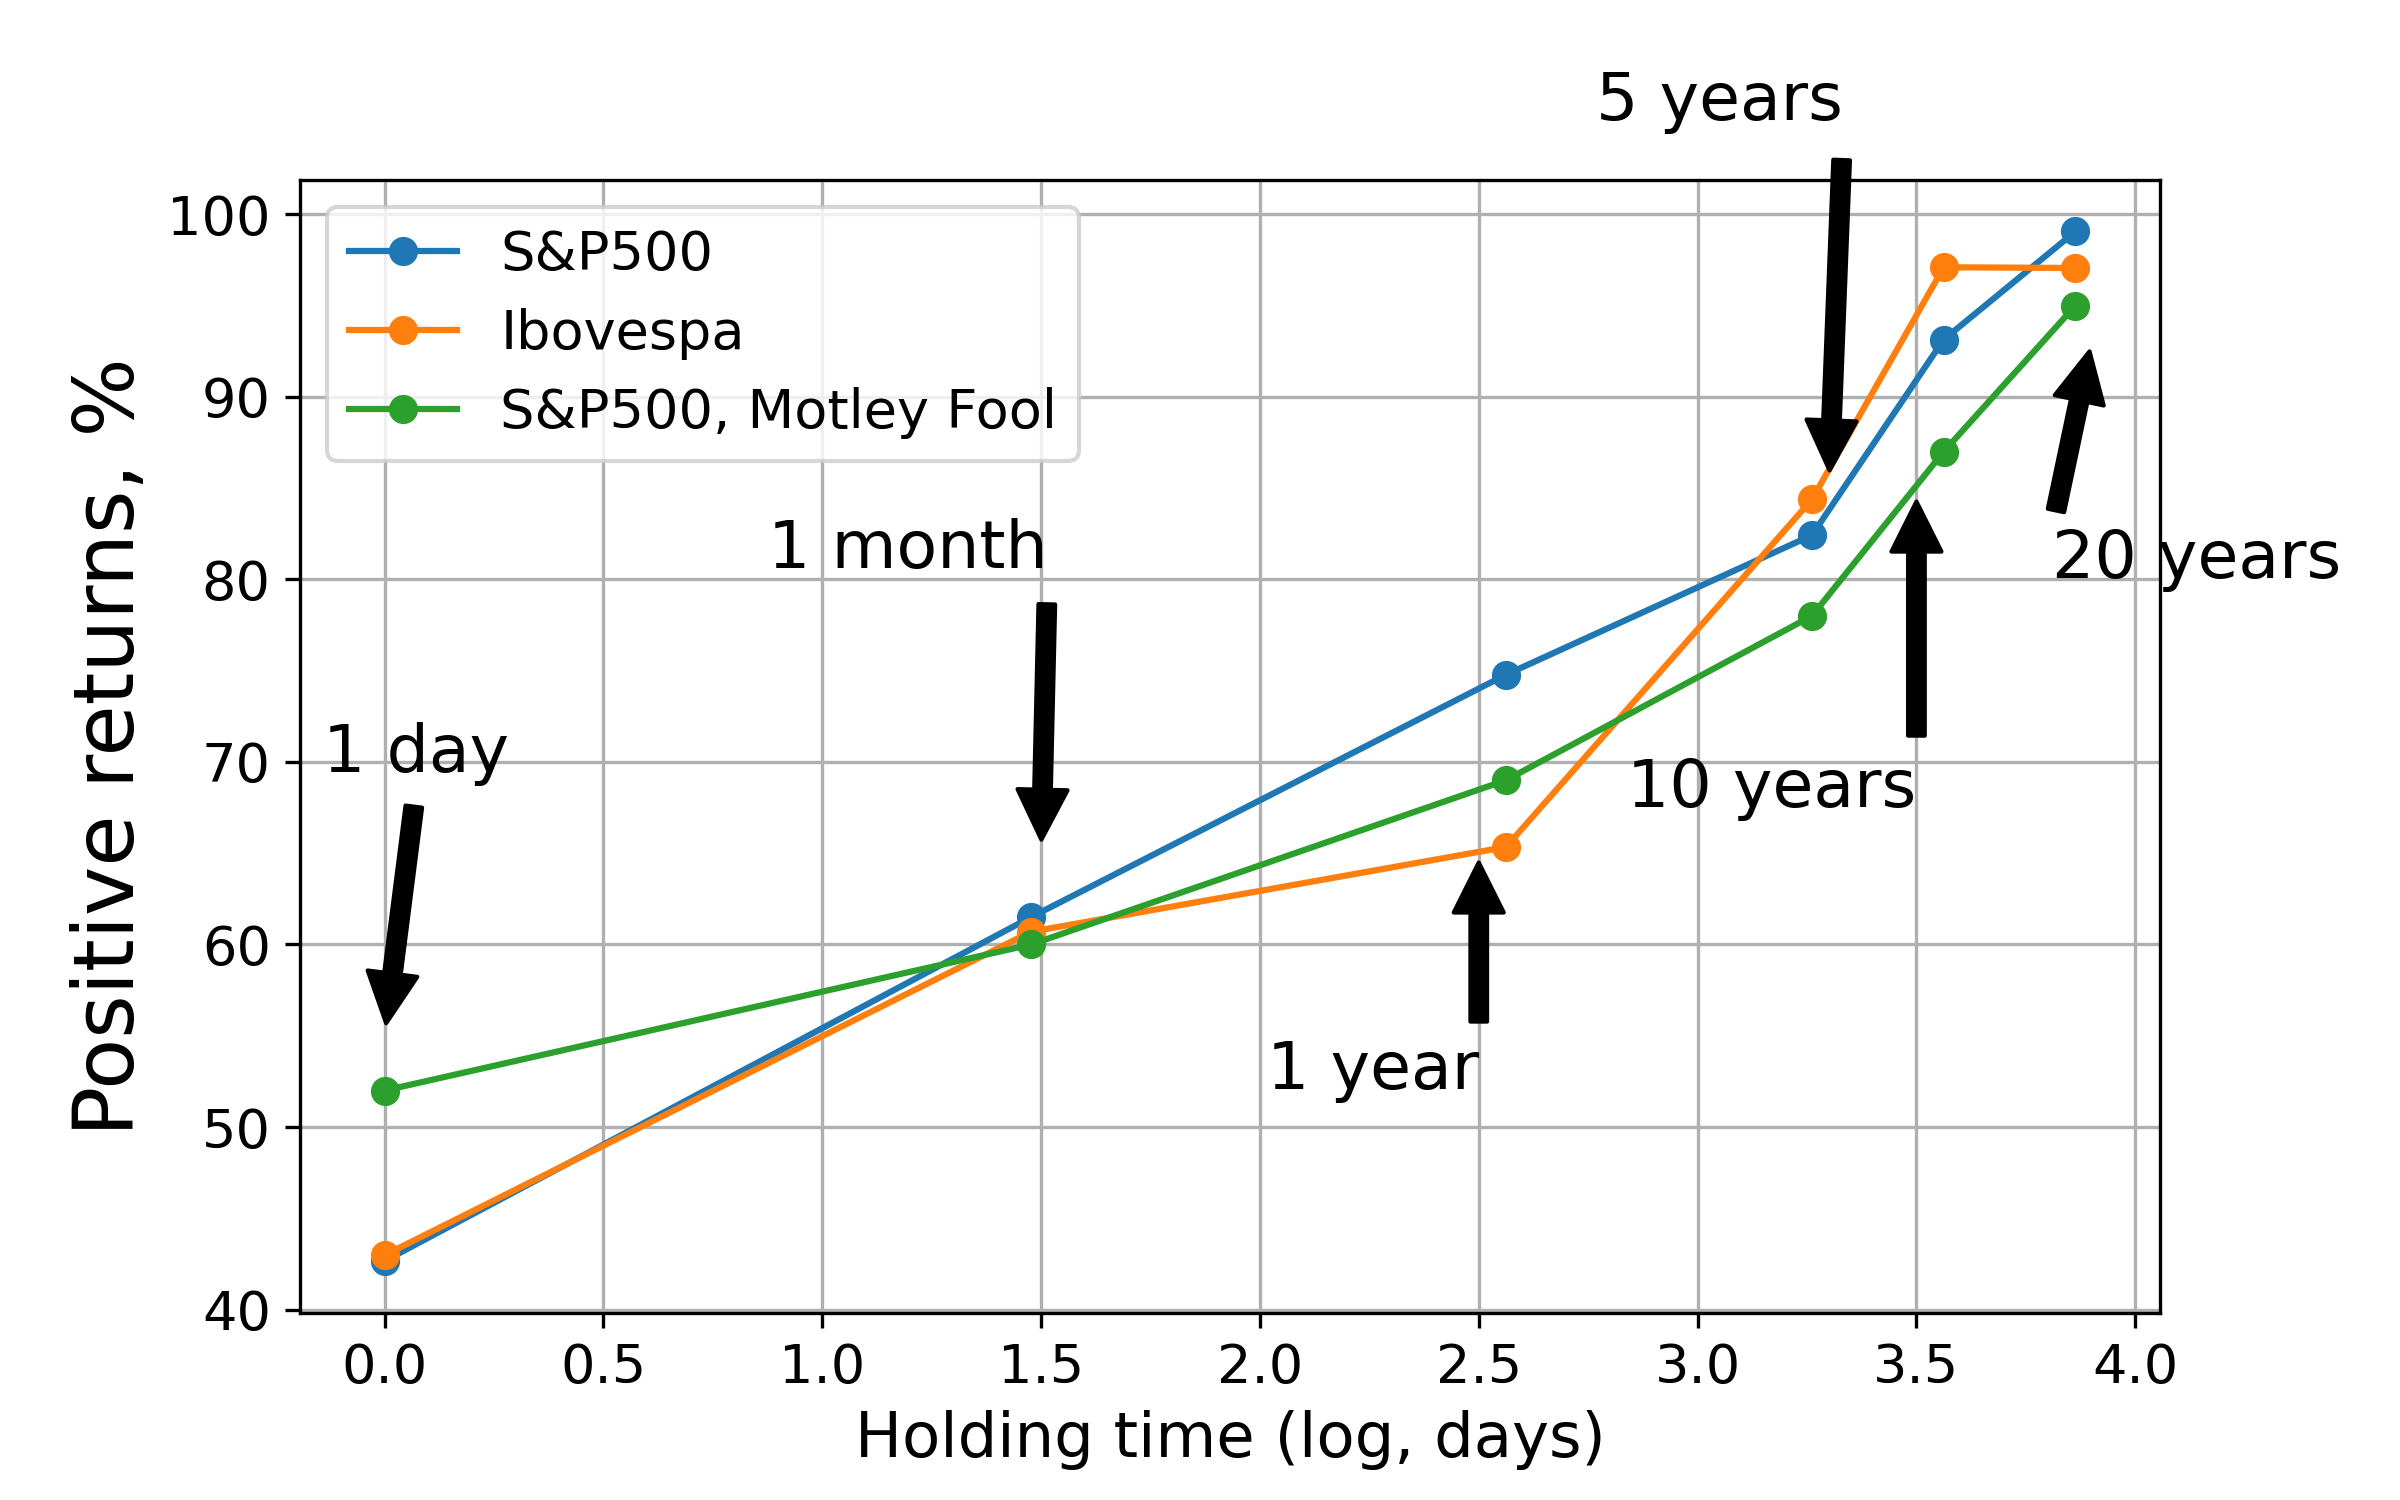 5 years
100
90
80
70
60
50
40
Positive returns, %
S&P500
Ibovespa
S&P500, Motley Fool
1 month
20 years
1 day
10 years
1 year
0.0 0.5 1.0 1.5 2.0 2.5 3.0 3.5 4.0
Holding time (log, days)